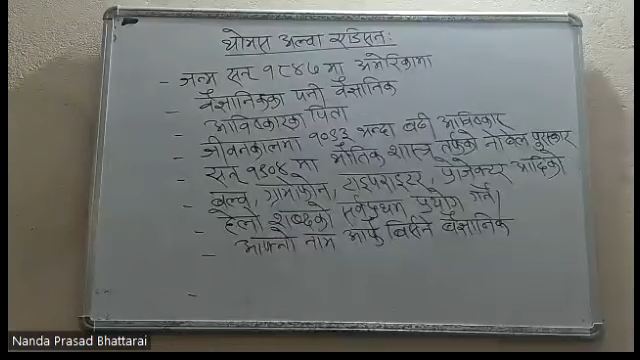 थोमस अल्वा एडिसन:
- जन्म सन १८४७ मा अमेरिकामा
- वैज्ञानिकका पनी वैज्ञानिक
- आविष्कारका पिता
- जीवनकालमा १०९३ भन्दा बढी आविष्कार
- सन् १९०४ मा भौतिक शास्त्र तर्फको नोबेल पुरस्कार
बल्व, ग्रामोफोन, टाइपराइटर, प्रोजेक्टर आदिको
- हेलो शब्दको सर्वप्रथम प्रयोग गर्ने
- आफ्नो नाम आफै बिर्सने वैज्ञानिक
-
Nanda Prasad Bhattarai